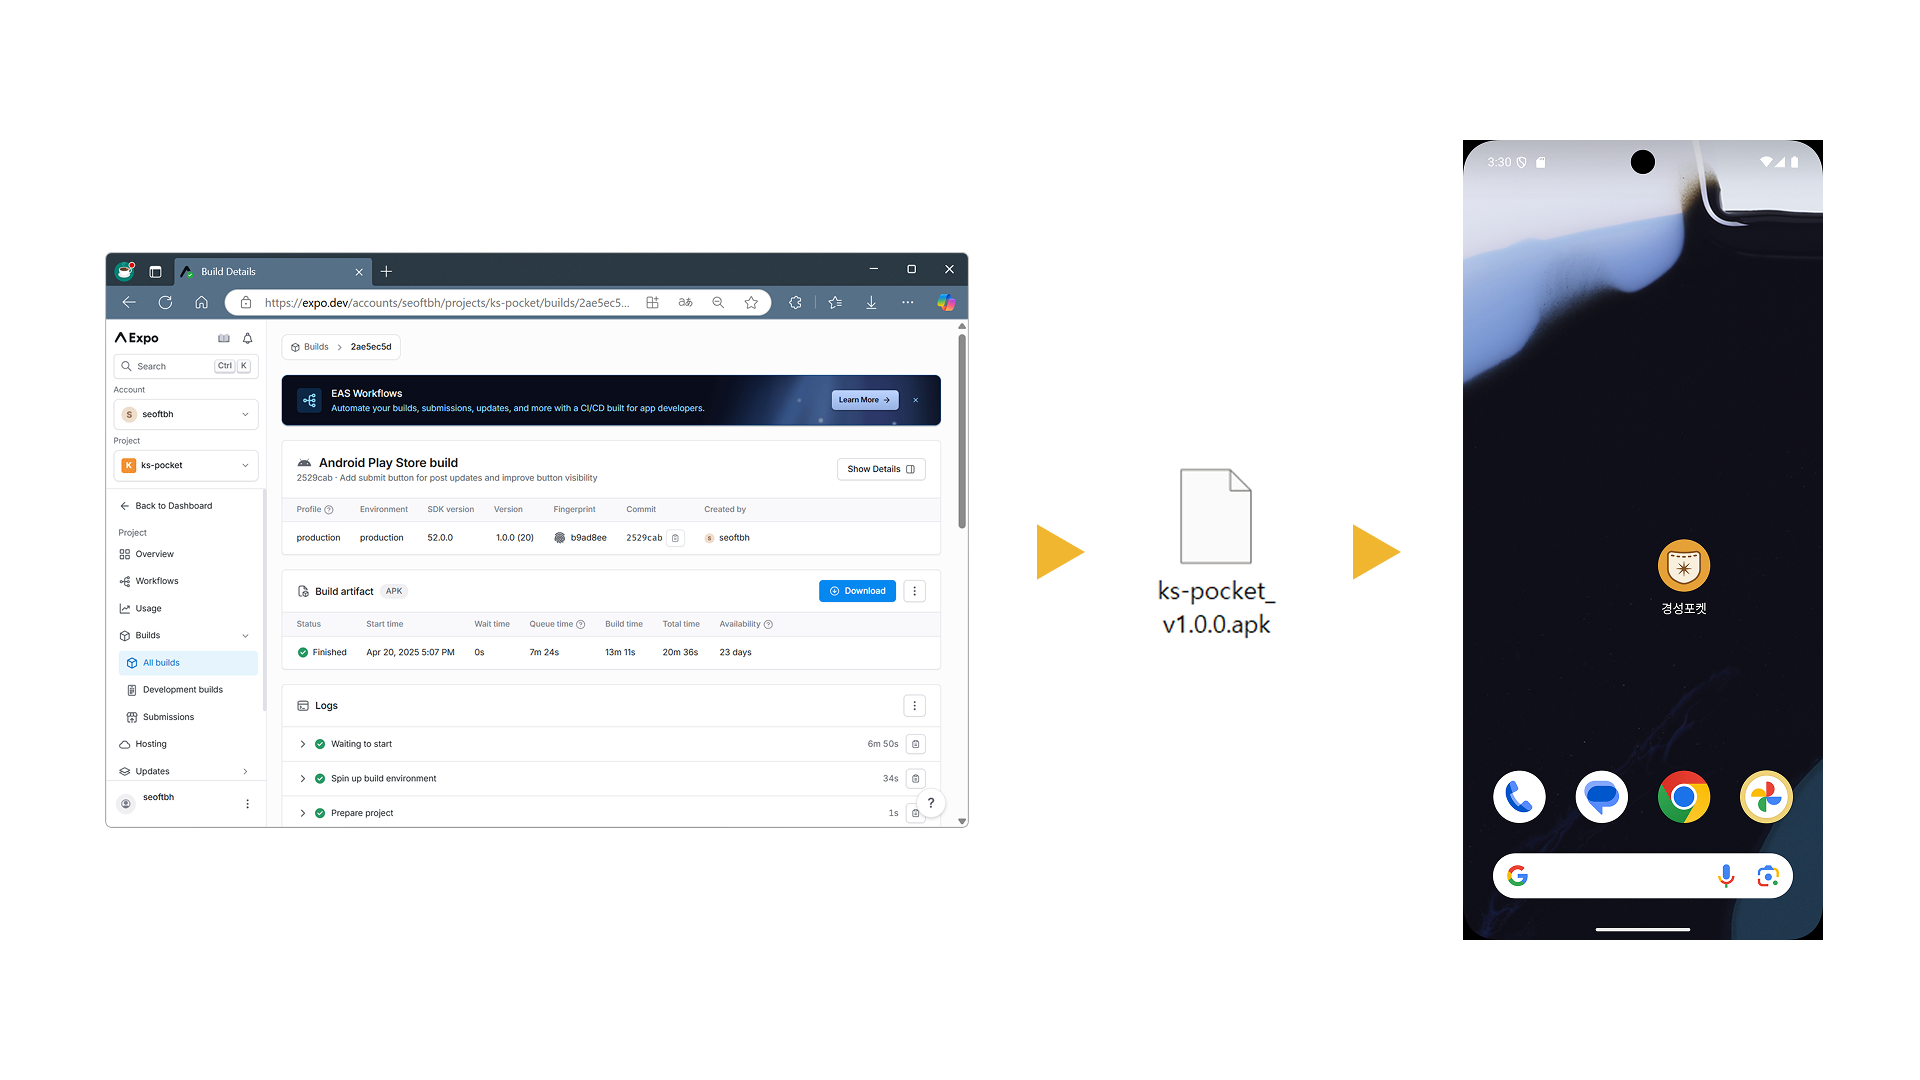 Build Details
https://expo.dev/accounts/seoftbh/projects/ks-pocket/builds/2ae5ec5...
Expo
Search Ctrl K
Account
S seoftbh
Project
K ks-pocket
Back to Dashboard
Project
Overview
Workflows
Usage
Builds
All builds
Development builds
Submissions
Hosting
Updates
seoftbh
Builds > 2ae5ec5d
EAS Workflows
Automate your builds, submissions, updates, and more with a CI/CD built for app developers.
Learn More →
Android Play Store build
2529cab · Add submit button for post updates and improve button visibility
Show Details
Profile Environment SDK version Version Fingerprint Commit Created by
production production 52.0.0 1.0.0 (20) b9ad8ee 2529cab S seoftbh
Build artifact APK
Download
Status Start time Wait time Queue time Build time Total time Availability
Finished Apr 20, 2025 5:07 PM 0s 7m 24s 13m 11s 20m 36s 23 days
Logs
Waiting to start 6m 50s
Spin up build environment 34s
Prepare project 1s
?
ks-pocket_
v1.0.0.apk
3:30
경성포켓
G